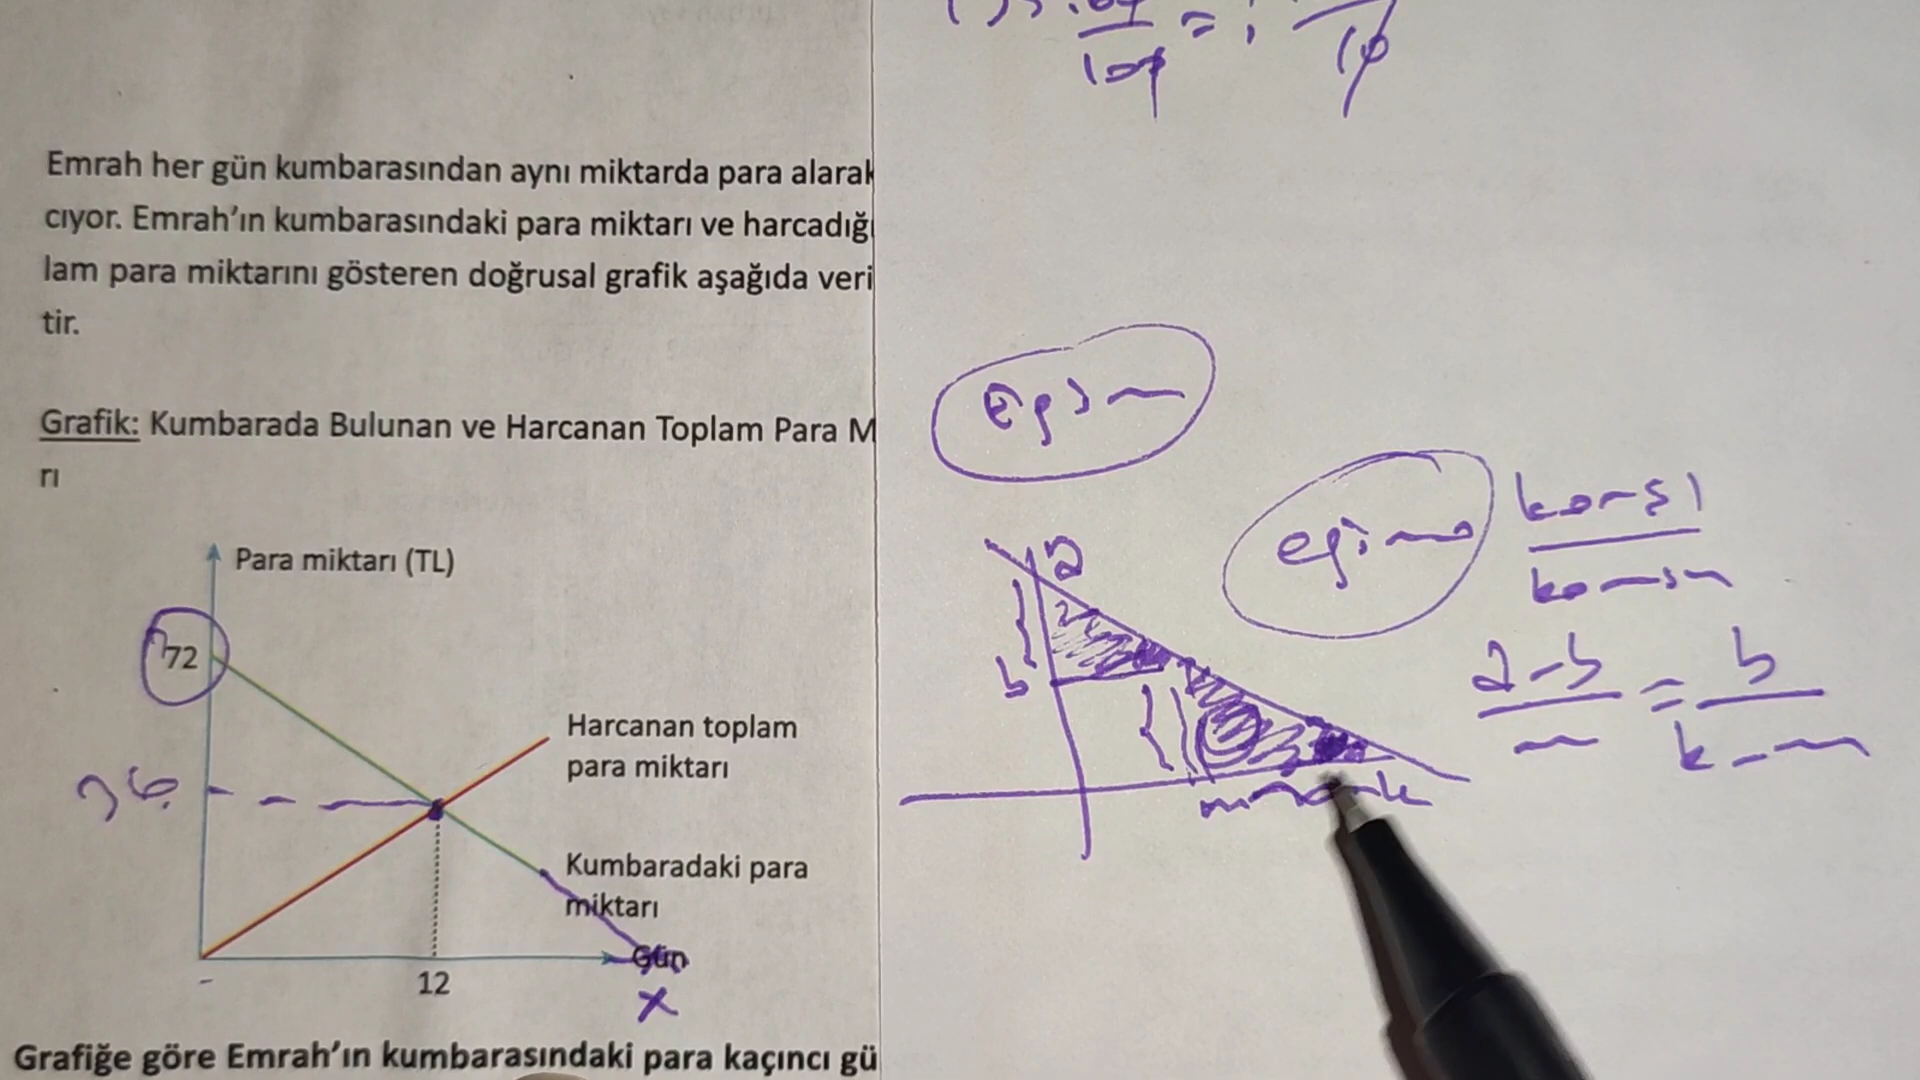 Emrah her gün kumbarasından aynı miktarda para alarak
cıyor. Emrah'ın kumbarasındaki para miktarı ve harcadığı
lam para miktarını gösteren doğrusal grafik aşağıda veri
tir.
Grafik: Kumbarada Bulunan ve Harcanan Toplam Para M
rı
Para miktarı (TL)
72
36
Harcanan toplam
para miktarı
Kumbaradaki para
miktarı
Gün
12
x
Grafiğe göre Emrah'ın kumbarasındaki para kaçıncı gü
eğim
eğim
karşı
komşu
a
b
a-b = b